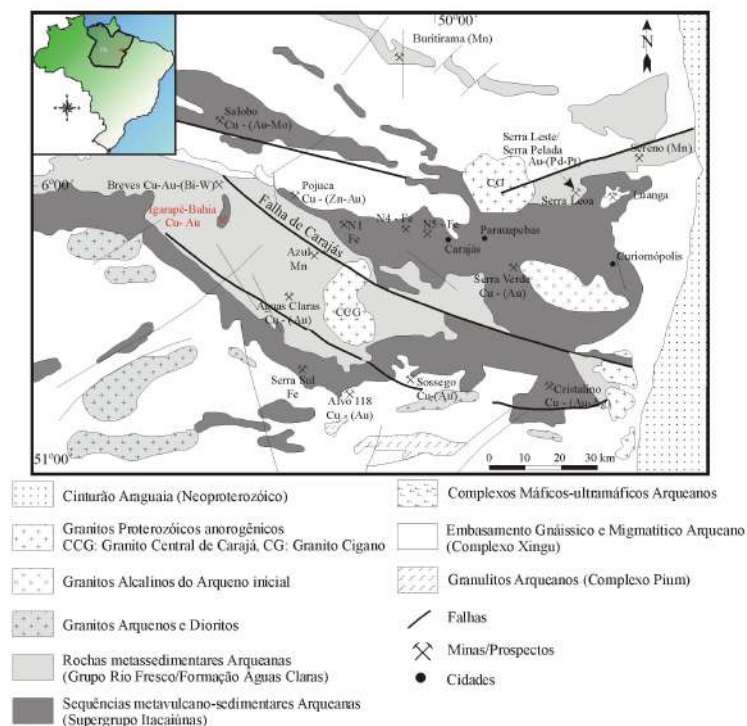 50°00´
Buritirama (Mn)
N
Salobo
Cu - (Au-Mo)
Serra Leste/
Serra Pelada
Au-(Pd-Pt)
Sereno (Mn)
CG
6°00´
Breves Cu-Au-(Bi-W)
Pojuca
Cu - (Zn-Au)
Serra Leoa
Luanga
Igarapé-Bahia
Cu- Au
Falha de Carajás
N1
Fe
N4 - Fe
N5 - Fe
Parauapebas
Carajás
Curionópolis
Azul
Mn
Serra Verde
Cu - (Au)
Águas Claras
Cu - (Au)
CCG
Serra Sul
Fe
Alvo 118
Cu - (Au)
Sossego
Cu-(Au)
Cristalino
Cu - (Au-Ag)
51°00´
0 10 20 30 km
Cinturão Araguaia (Neoproterozóico)
Granitos Proterozóicos anorogênicos
CCG: Granito Central de Carajá, CG: Granito Cigano
Granitos Alcalinos do Arqueno inicial
Granitos Arquenos e Dioritos
Rochas metassedimentares Arqueanas
(Grupo Rio Fresco/Formação Águas Claras)
Sequências metavulcano-sedimentares Arqueanas
(Supergrupo Itacaiúnas)
Complexos Máficos-ultramáficos Arqueanos
Embasamento Gnáissico e Migmatítico Arqueano
(Complexo Xingu)
Granulitos Arqueanos (Complexo Pium)
Falhas
Minas/Prospectos
Cidades